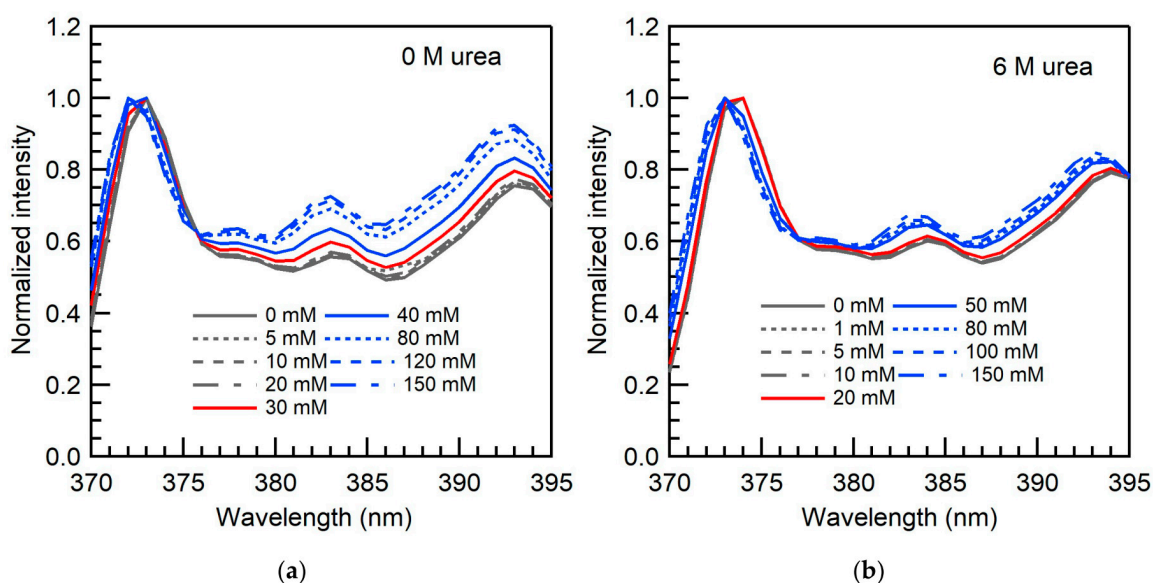 1.2
1.0
0.8
0.6
0.4
0.2
0.0
Normalized intensity
0 M urea
0 mM
5 mM
10 mM
20 mM
30 mM
40 mM
80 mM
120 mM
150 mM
370
375
380
385
390
395
Wavelength (nm)
(a)
1.2
1.0
0.8
0.6
0.4
0.2
0.0
Normalized intensity
6 M urea
0 mM
1 mM
5 mM
10 mM
20 mM
50 mM
80 mM
100 mM
150 mM
370
375
380
385
390
395
Wavelength (nm)
(b)